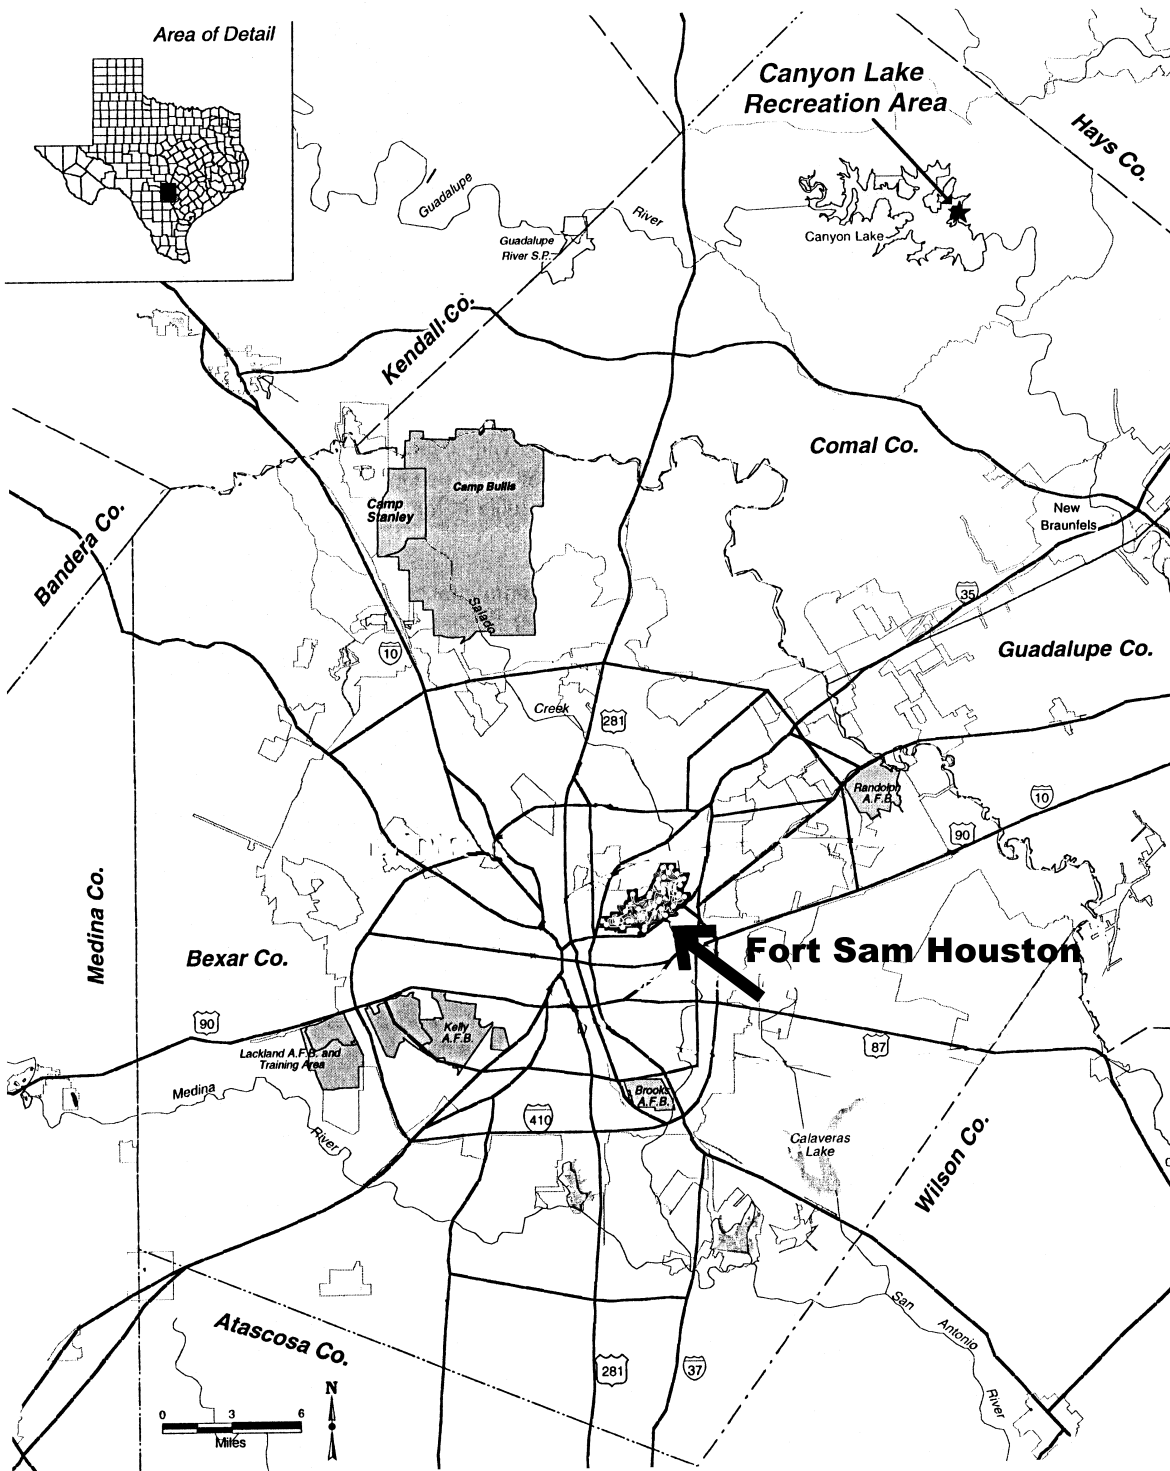 Area of Detail
Canyon Lake
Recreation Area
Hays Co.
Guadalupe
River
Guadalupe
River S.P.
Canyon Lake
Kendall Co.
Comal Co.
Camp Bullis
Camp
Stanley
New
Braunfels
Bandera Co.
35
Salado
10
Guadalupe Co.
Creek
281
Randolph
A.F.B.
10
90
Medina Co.
Bexar Co.
Fort Sam Houston
90
Kelly
A.F.B.
87
Lackland A.F.B. and
Training Area
Medina
River
Brooks
A.F.B.
410
Calaveras
Lake
Wilson Co.
San
Antonio
River
Atascosa Co.
281
37
N
0 3 6
Miles